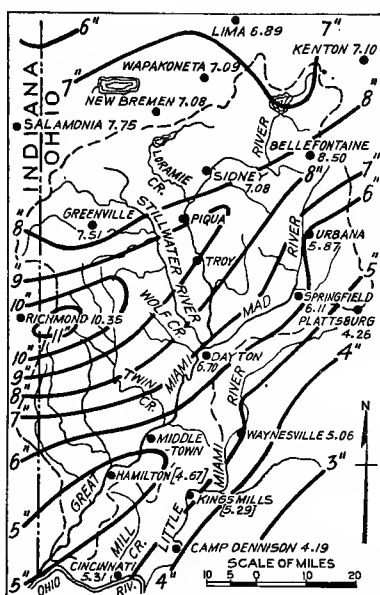 6"
LIMA 6.89
7"
KENTON 7.10
7"
WAPAKONETA 7.09
NEW BREMEN 7.08
SALAMONIA 7.75
INDIANA
OHIO
LORAMIE CR.
RIVER
8"
BELLEFONTAINE 8.50
SIDNEY 7.08
8"
7"
6"
GREENVILLE 7.51
STILLWATER RIVER
PIQUA
8"
RIVER
URBANA 5.87
9"
TROY
5"
10"
WOLF CR.
MAD
SPRINGFIELD 6.11
PLATTSBURG 4.26
RICHMOND 10.35
11"
4"
10"
9"
TWIN CR.
MIAMI
DAYTON 6.70
8"
7"
RIVER
N
6
MIDDLE-TOWN
WAYNESVILLE 5.06
GREAT
HAMILTON [4.67]
MIAMI
3"
5"
KINGS MILLS [5.29]
MILL CR.
LITTLE
CAMP DENNISON 4.19
CINCINNATI 5.31
4"
SCALE OF MILES
5"
OHIO
RIV.
10 5 0 10 20